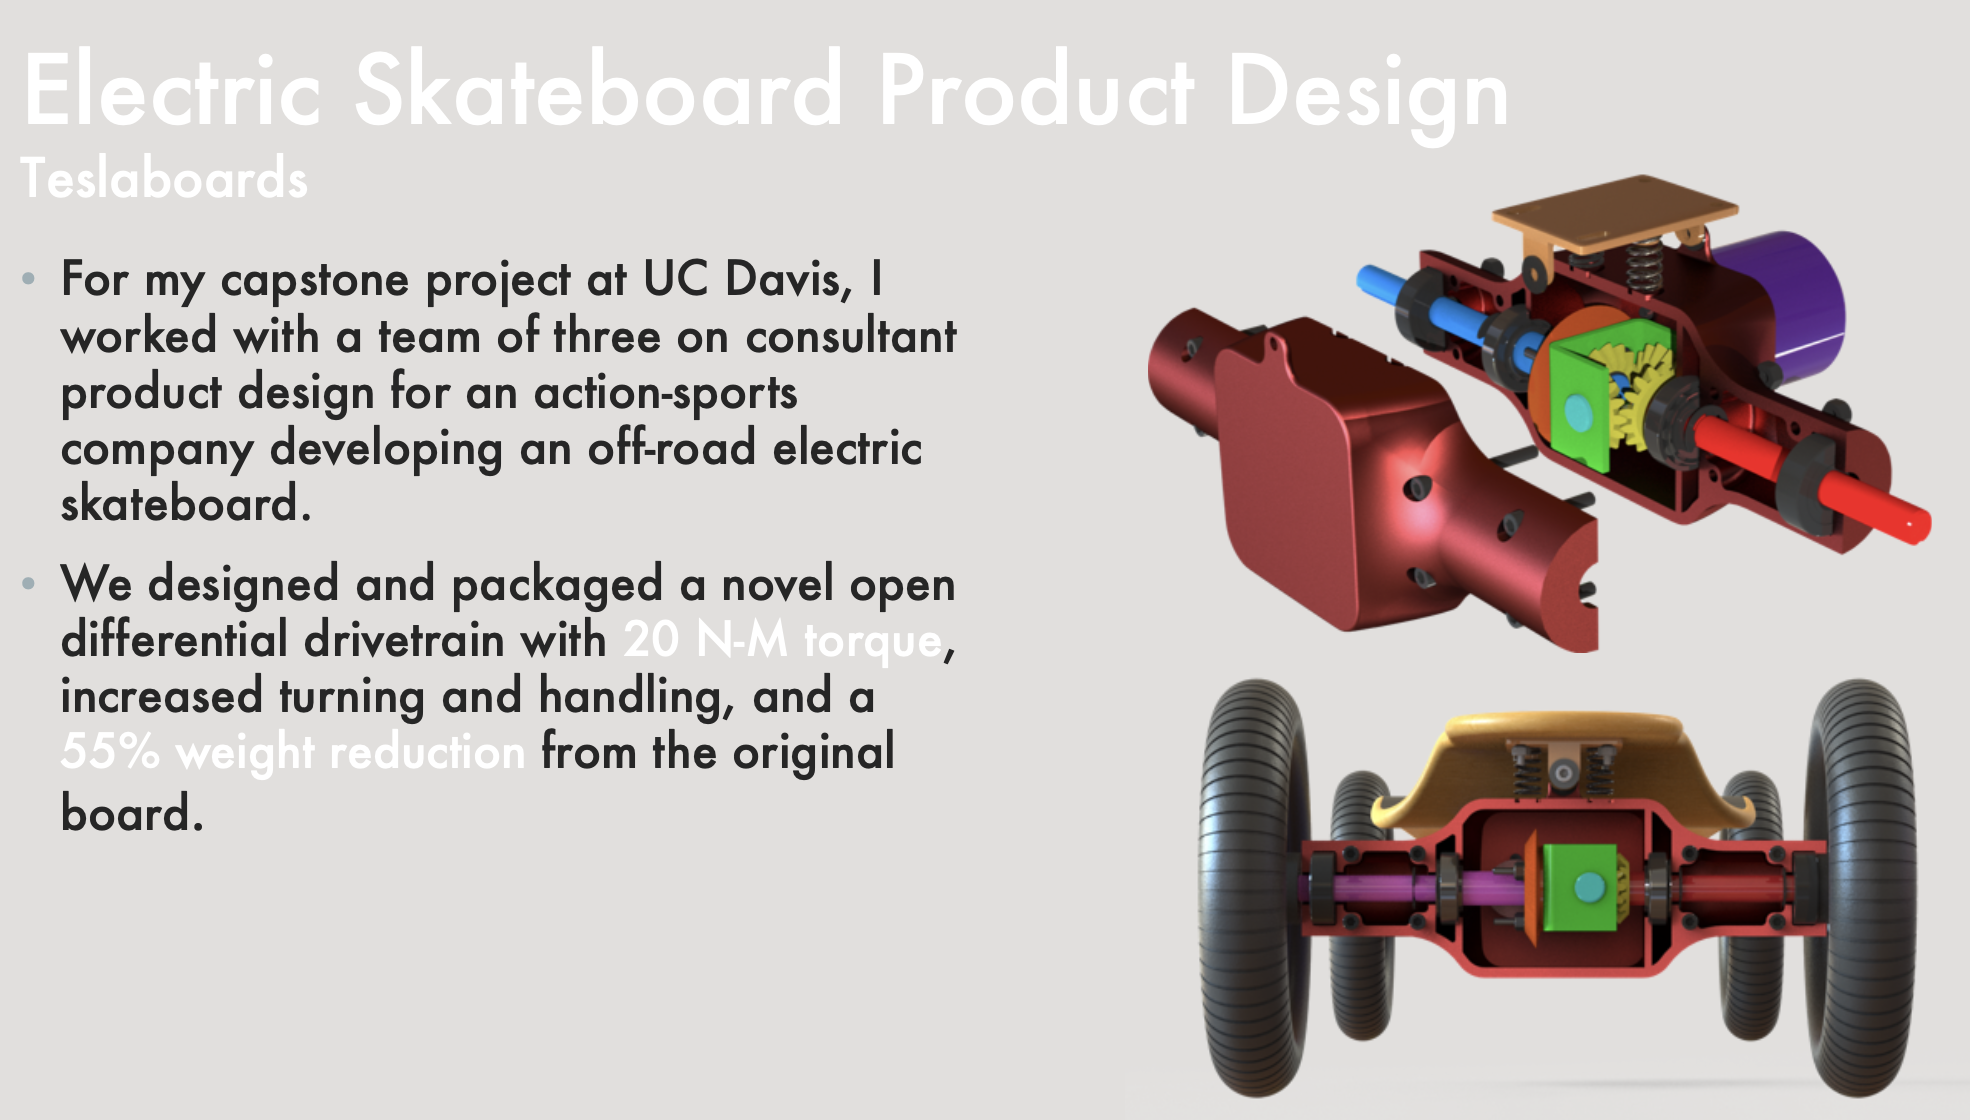 Electric Skateboard Product Design
Teslaboards
• For my capstone project at UC Davis, I
worked with a team of three on consultant
product design for an action-sports
company developing an off-road electric
skateboard.
• We designed and packaged a novel open
differential drivetrain with 20 N-M torque,
increased turning and handling, and a
55% weight reduction from the original
board.